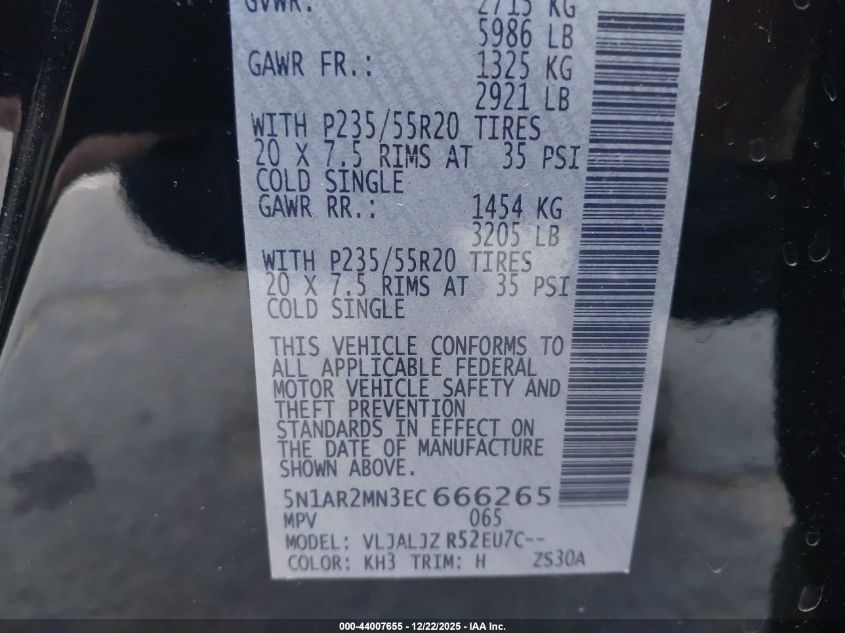 GVWR: 2715 KG
5986 LB
GAWR FR.: 1325 KG
2921 LB
WITH P235/55R20 TIRES
20 X 7.5 RIMS AT 35 PSI
COLD SINGLE
GAWR RR.: 1454 KG
3205 LB
WITH P235/55R20 TIRES
20 X 7.5 RIMS AT 35 PSI
COLD SINGLE
THIS VEHICLE CONFORMS TO
ALL APPLICABLE FEDERAL
MOTOR VEHICLE SAFETY AND
THEFT PREVENTION
STANDARDS IN EFFECT ON
THE DATE OF MANUFACTURE
SHOWN ABOVE.
5N1AR2MN3EC666265
MPV 065
MODEL: VLJALJZ R52EU7C--
COLOR: KH3 TRIM: H ZS30A
000-44007655 - 12/22/2025 - IAA Inc.